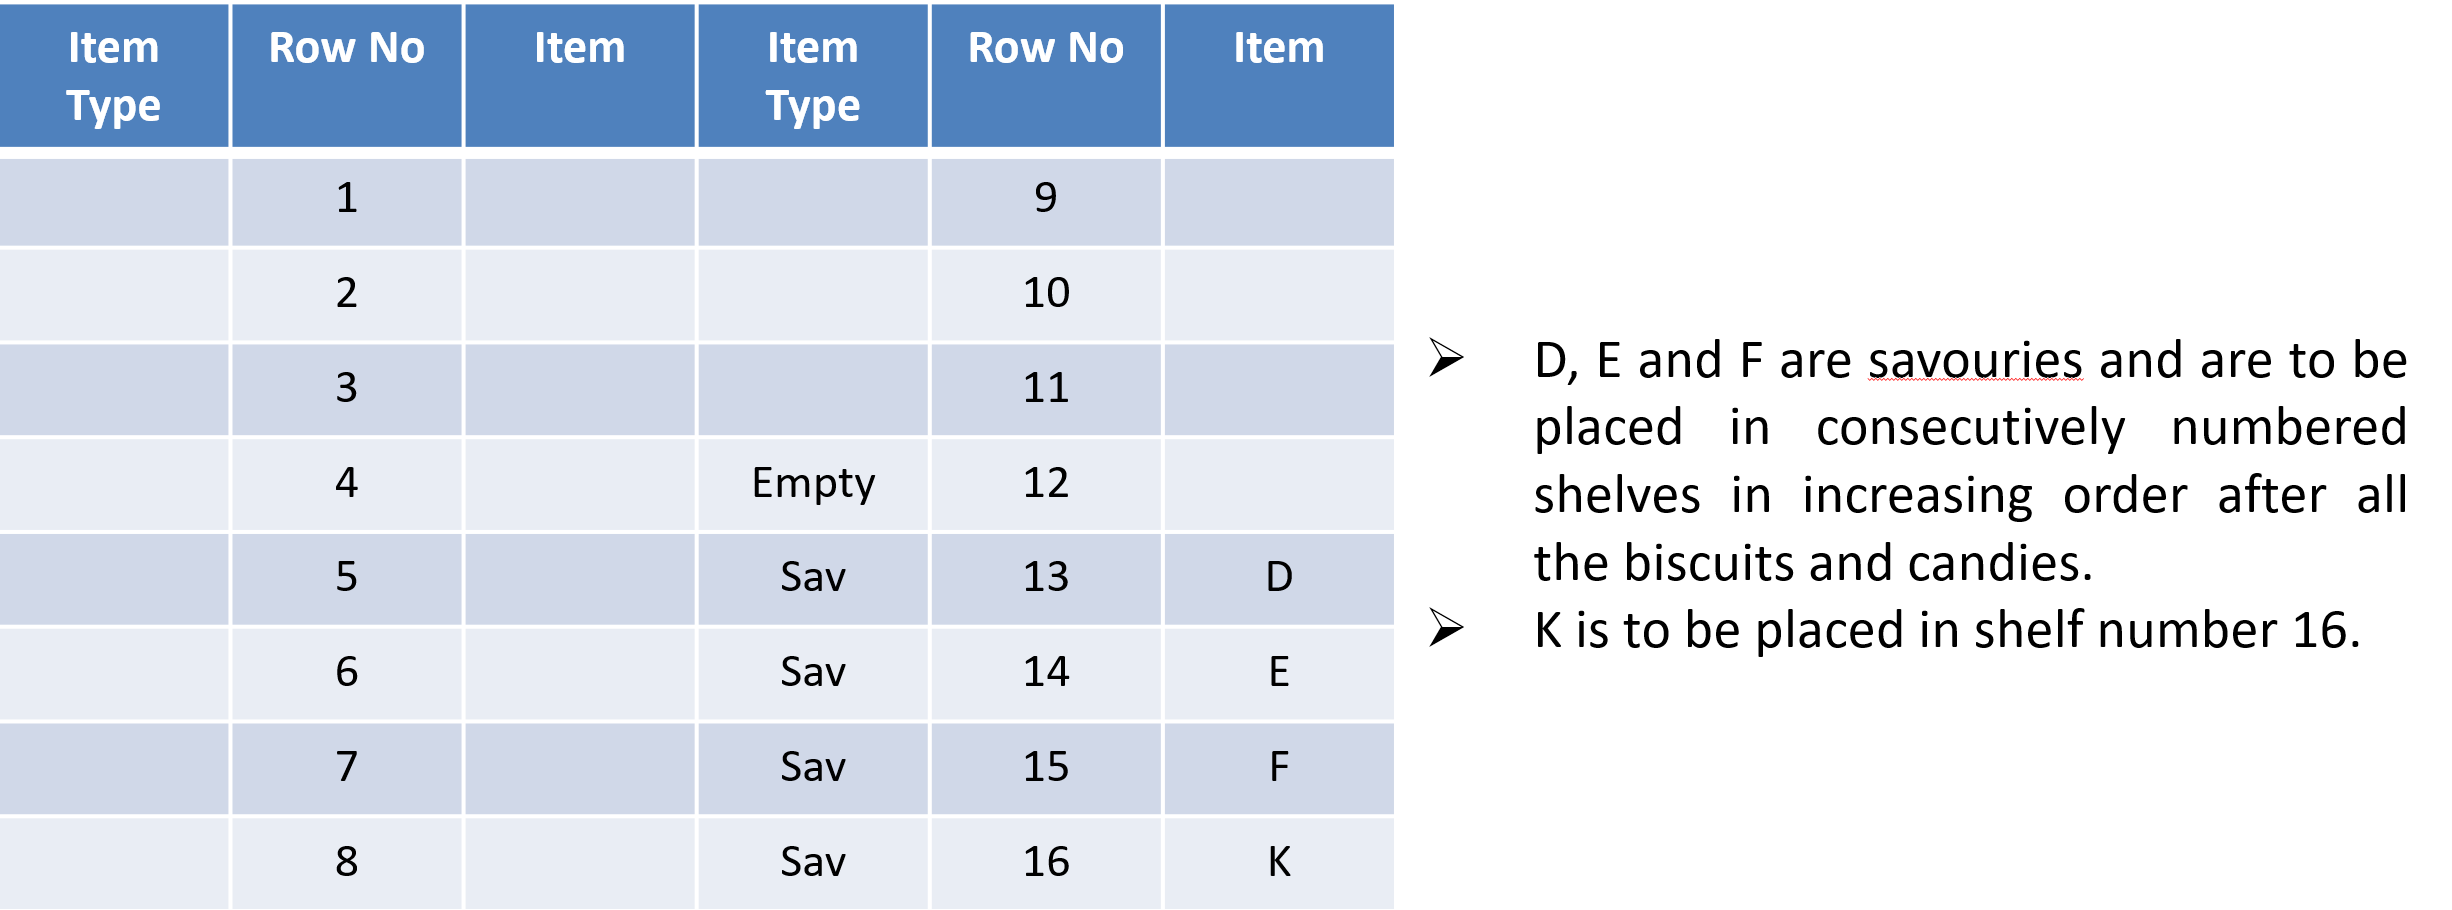 Item Type Row No Item Item Type Row No Item
1 9
2 10
3 11
4 Empty 12
5 Sav 13 D
6 Sav 14 E
7 Sav 15 F
8 Sav 16 K
➢ D, E and F are savouries and are to be
placed in consecutively numbered
shelves in increasing order after all
the biscuits and candies.
➢ K is to be placed in shelf number 16.